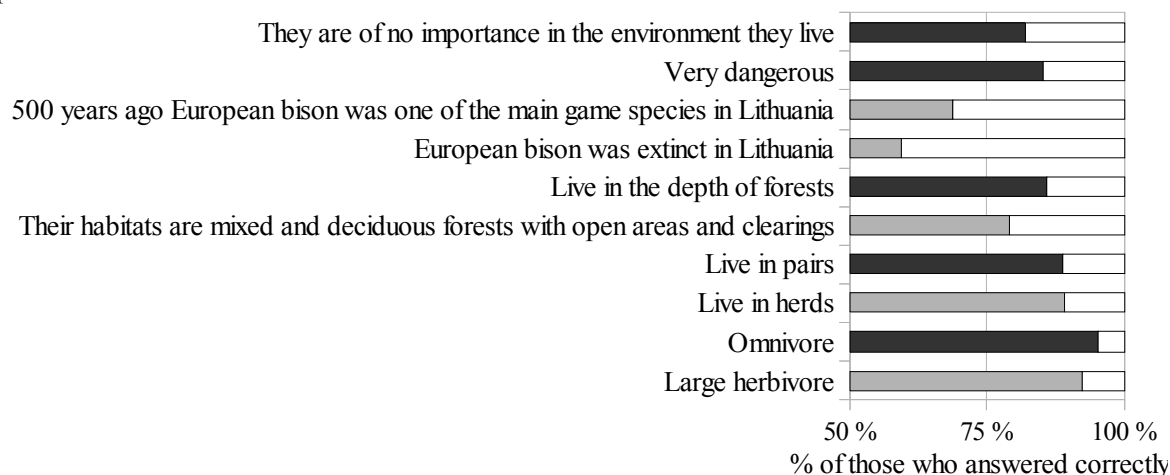 They are of no importance in the environment they live
Very dangerous
500 years ago European bison was one of the main game species in Lithuania
European bison was extinct in Lithuania
Live in the depth of forests
Their habitats are mixed and deciduous forests with open areas and clearings
Live in pairs
Live in herds
Omnivore
Large herbivore
50 % 75 % 100 %
% of those who answered correctly